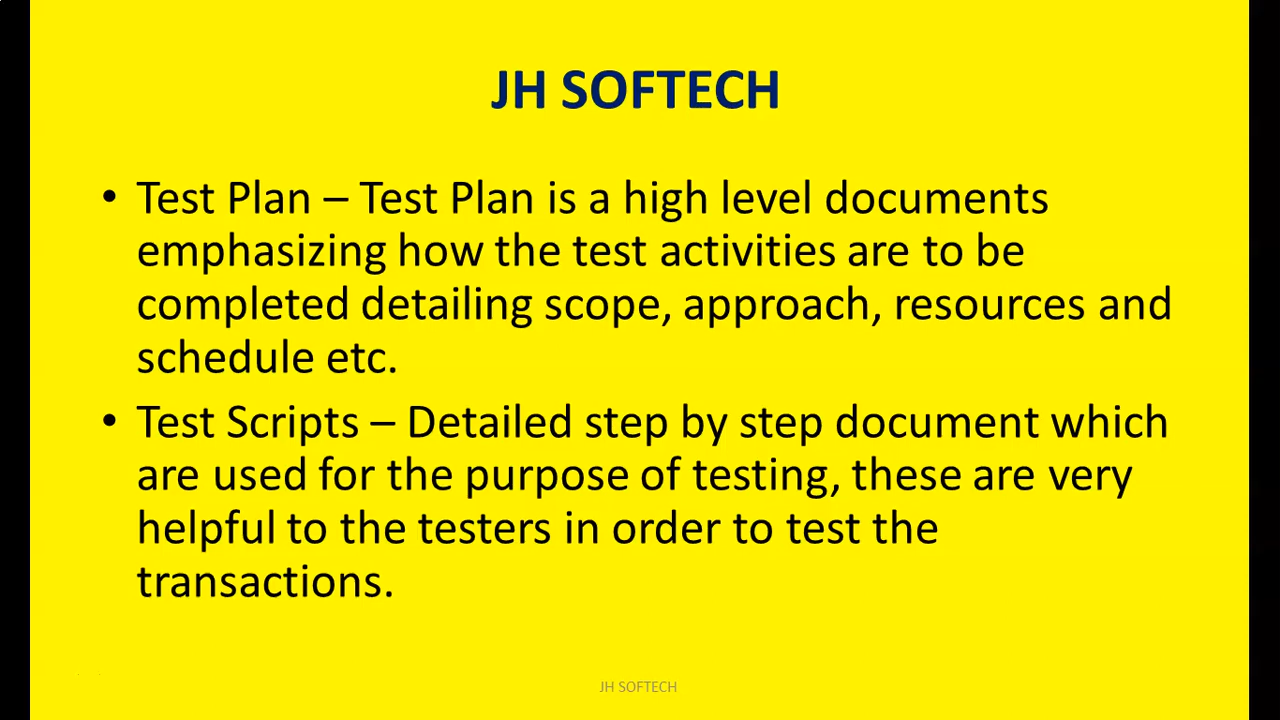 JH SOFTECH
• Test Plan – Test Plan is a high level documents
emphasizing how the test activities are to be
completed detailing scope, approach, resources and
schedule etc.
• Test Scripts – Detailed step by step document which
are used for the purpose of testing, these are very
helpful to the testers in order to test the
transactions.
JH SOFTECH